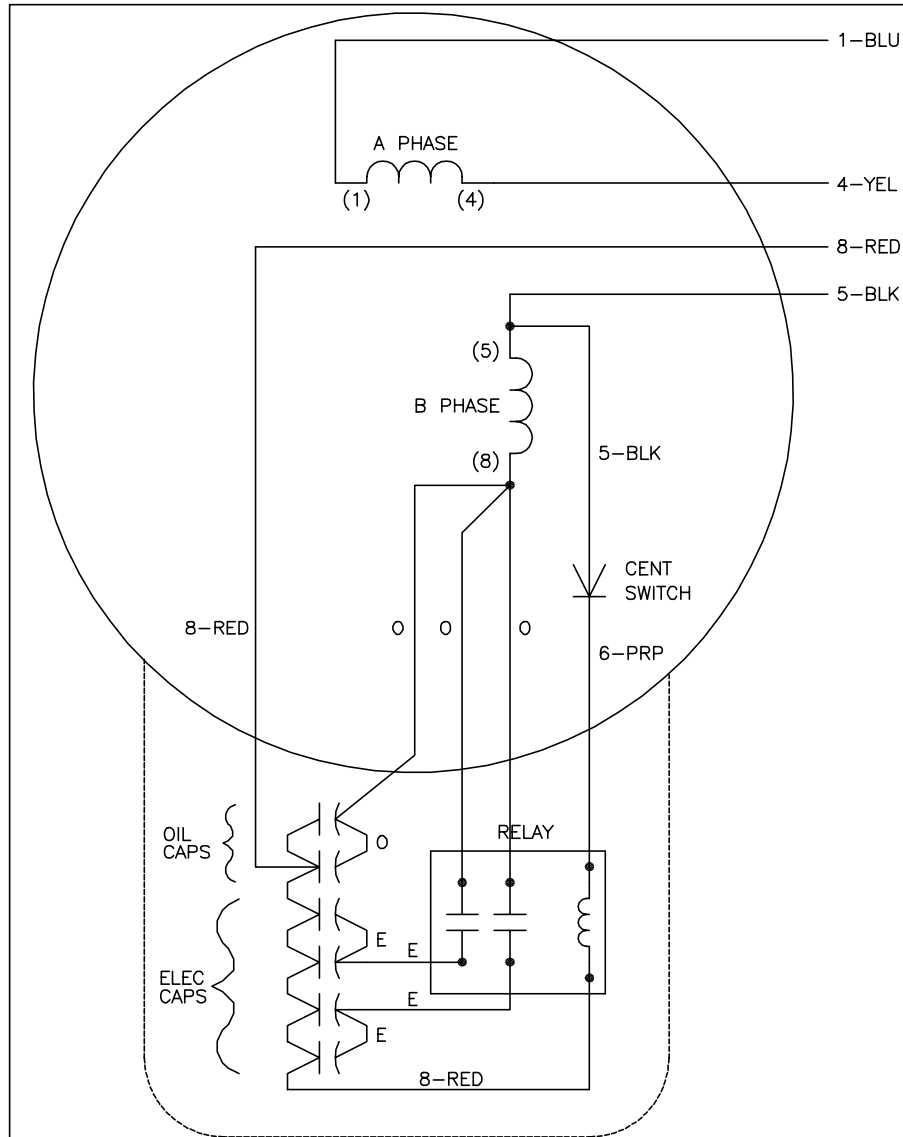 1-BLU
A PHASE
(1)
(4)
4-YEL
8-RED
5-BLK
(5)
B PHASE
(8)
5-BLK
CENT
SWITCH
8-RED
O
O
O
6-PRP
OIL
CAPS
O
RELAY
E
E
ELEC
CAPS
E
E
8-RED